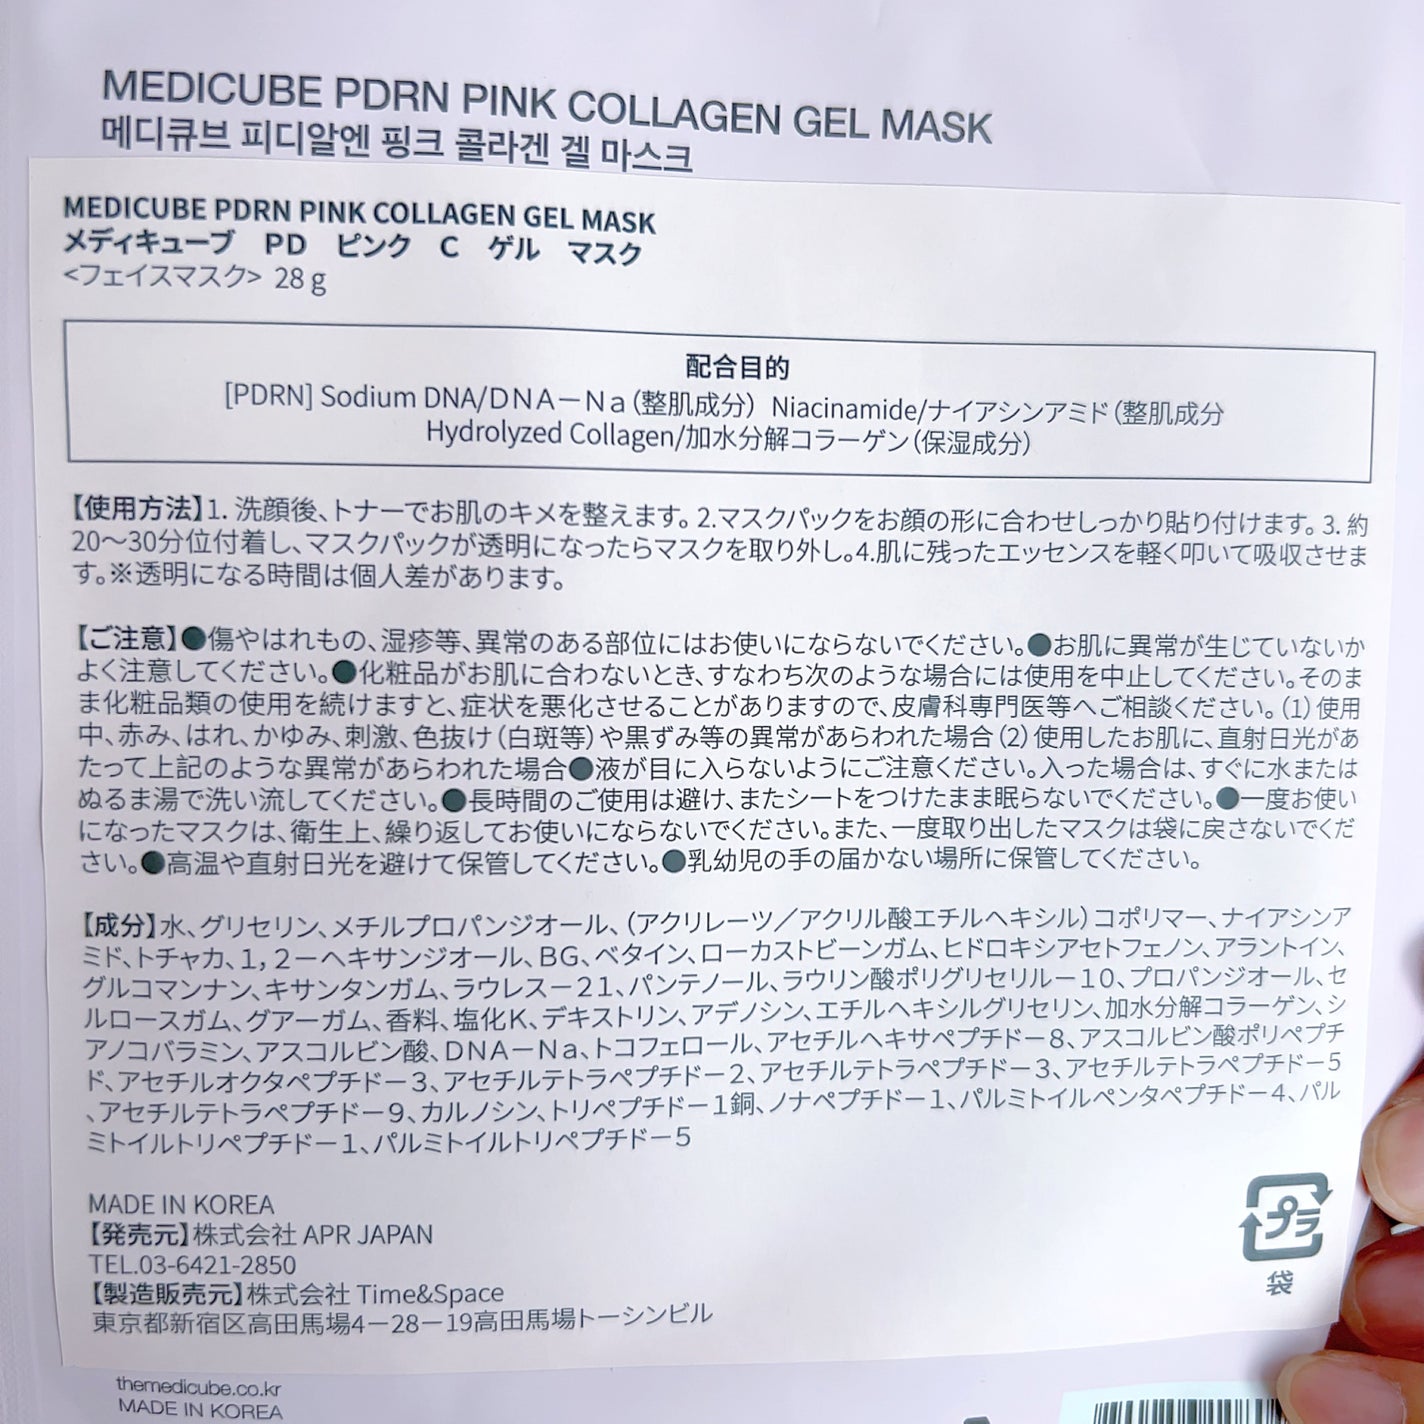 MEDICUBE PDRN PINK COLLAGEN GEL MASK
메디큐브 피디알엔 핑크 콜라겐 겔 마스크
MEDICUBE PDRN PINK COLLAGEN GEL MASK
メディキューブ　PD　ピンク　C　ゲル　マスク
<フェイスマスク> 28 g
配合目的
[PDRN] Sodium DNA/DNA－Na（整肌成分） Niacinamide/ナイアシンアミド（整肌成分
Hydrolyzed Collagen/加水分解コラーゲン（保湿成分）
【使用方法】1. 洗顔後、トナーでお肌のキメを整えます。2.マスクパックをお顔の形に合わせしっかり貼り付けます。3. 約
20～30分位付着し、マスクパックが透明になったらマスクを取り外し。4.肌に残ったエッセンスを軽く叩いて吸収させま
す。※透明になる時間は個人差があります。
【ご注意】●傷やはれもの、湿疹等、異常のある部位にはお使いにならないでください。●お肌に異常が生じていないか
よく注意してください。●化粧品がお肌に合わないとき、すなわち次のような場合には使用を中止してください。そのま
ま化粧品類の使用を続けますと、症状を悪化させることがありますので、皮膚科専門医等へご相談ください。（1）使用
中、赤み、はれ、かゆみ、刺激、色抜け（白斑等）や黒ずみ等の異常があらわれた場合（2）使用したお肌に、直射日光があ
たって上記のような異常があらわれた場合●液が目に入らないようにご注意ください。入った場合は、すぐに水または
ぬるま湯で洗い流してください。●長時間のご使用は避け、またシートをつけたまま眠らないでください。●一度お使い
になったマスクは、衛生上、繰り返してお使いにならないでください。また、一度取り出したマスクは袋に戻さないでくだ
さい。●高温や直射日光を避けて保管してください。●乳幼児の手の届かない場所に保管してください。
【成分】水、グリセリン、メチルプロパンジオール、（アクリレーツ／アクリル酸エチルヘキシル）コポリマー、ナイアシンア
ミド、トチャカ、1，2－ヘキサンジオール、BG、ベタイン、ローカストビーンガム、ヒドロキシアセトフェノン、アラントイン、
グルコマンナン、キサンタンガム、ラウレス－21、パンテノール、ラウリン酸ポリグリセリル－10、プロパンジオール、セ
ルロースガム、グアーガム、香料、塩化K、デキストリン、アデノシン、エチルヘキシルグリセリン、加水分解コラーゲン、シ
アノコバラミン、アスコルビン酸、DNA－Na、トコフェロール、アセチルヘキサペプチド－8、アスコルビン酸ポリペプチ
ド、アセチルオクタペプチド－3、アセチルテトラペプチド－2、アセチルテトラペプチド－3、アセチルテトラペプチド－5
、アセチルテトラペプチド－9、カルノシン、トリペプチド－1銅、ノナペプチド－1、パルミトイルペンタペプチド－4、パル
ミトイルトリペプチド－1、パルミトイルトリペプチド－5
MADE IN KOREA
【発売元】株式会社 APR JAPAN
TEL.03-6421-2850
【製造販売元】株式会社 Time&Space
東京都新宿区高田馬場4－28－19高田馬場トーシンビル
プラ
袋
themedicube.co.kr
MADE IN KOREA